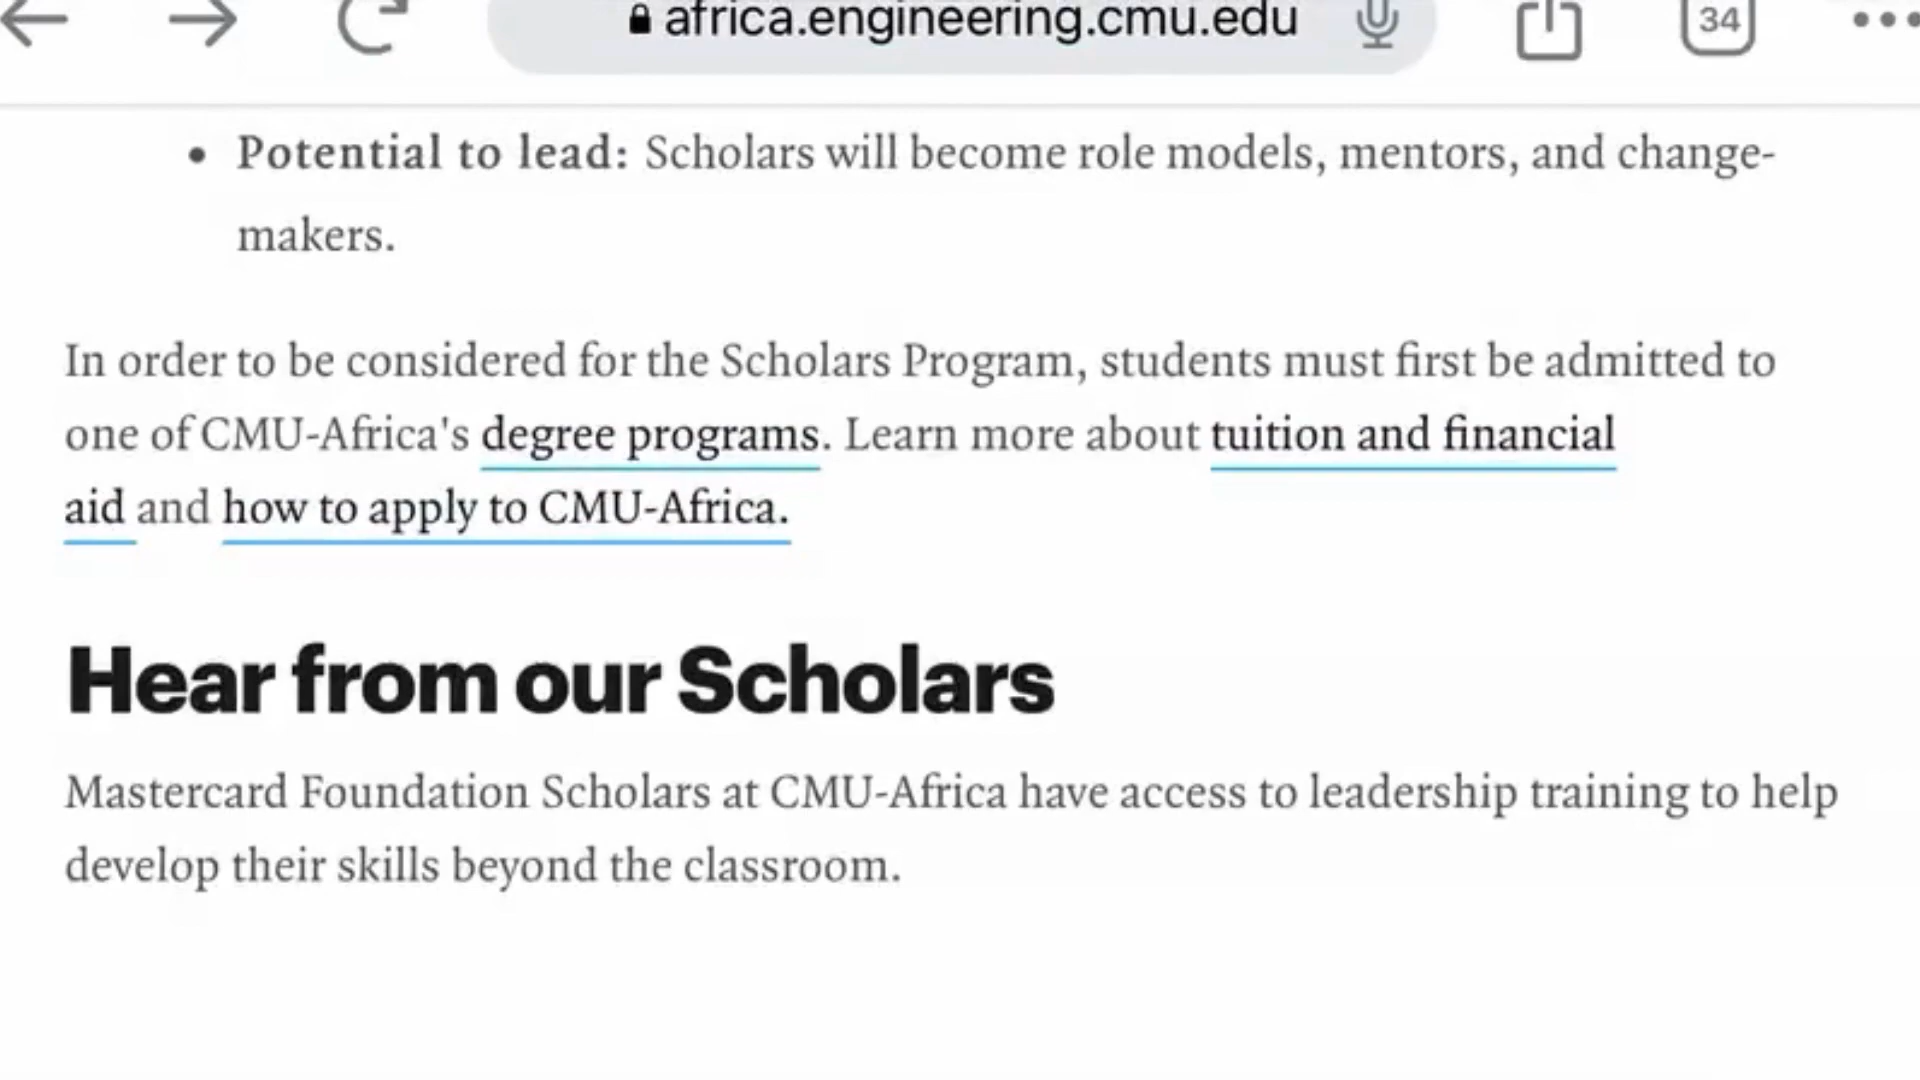 africa.engineering.cmu.edu
34
• Potential to lead: Scholars will become role models, mentors, and change-
makers.
In order to be considered for the Scholars Program, students must first be admitted to
one of CMU-Africa's degree programs. Learn more about tuition and financial
aid and how to apply to CMU-Africa.
Hear from our Scholars
Mastercard Foundation Scholars at CMU-Africa have access to leadership training to help
develop their skills beyond the classroom.